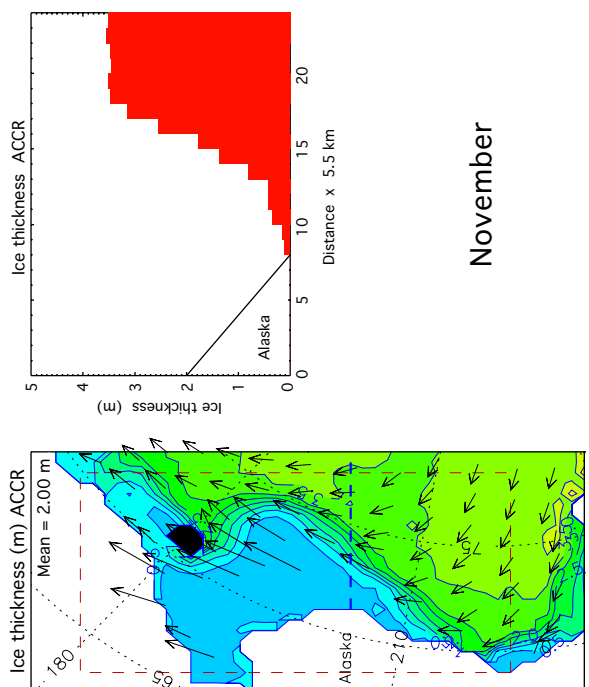 Ice thickness ACCR
5
4
3
2
1
0
Ice thickness (m)
Alaska
0
5
10
15
20
Distance x 5.5 km
November
Ice thickness (m) ACCR
Mean = 2.00 m
180
65
Alaska
210
75